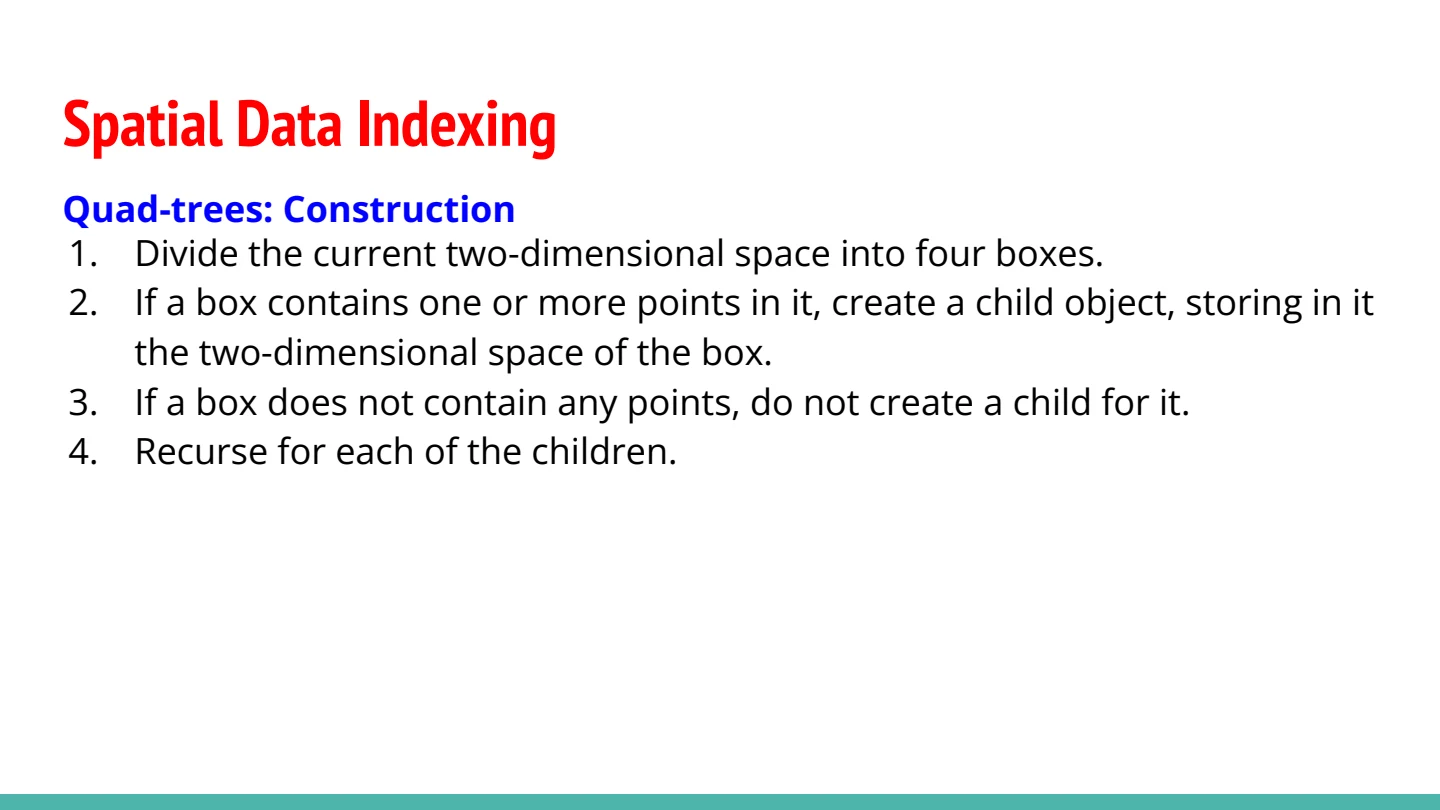 Spatial Data Indexing
Quad-trees: Construction
1. Divide the current two-dimensional space into four boxes.
2. If a box contains one or more points in it, create a child object, storing in it
the two-dimensional space of the box.
3. If a box does not contain any points, do not create a child for it.
4. Recurse for each of the children.